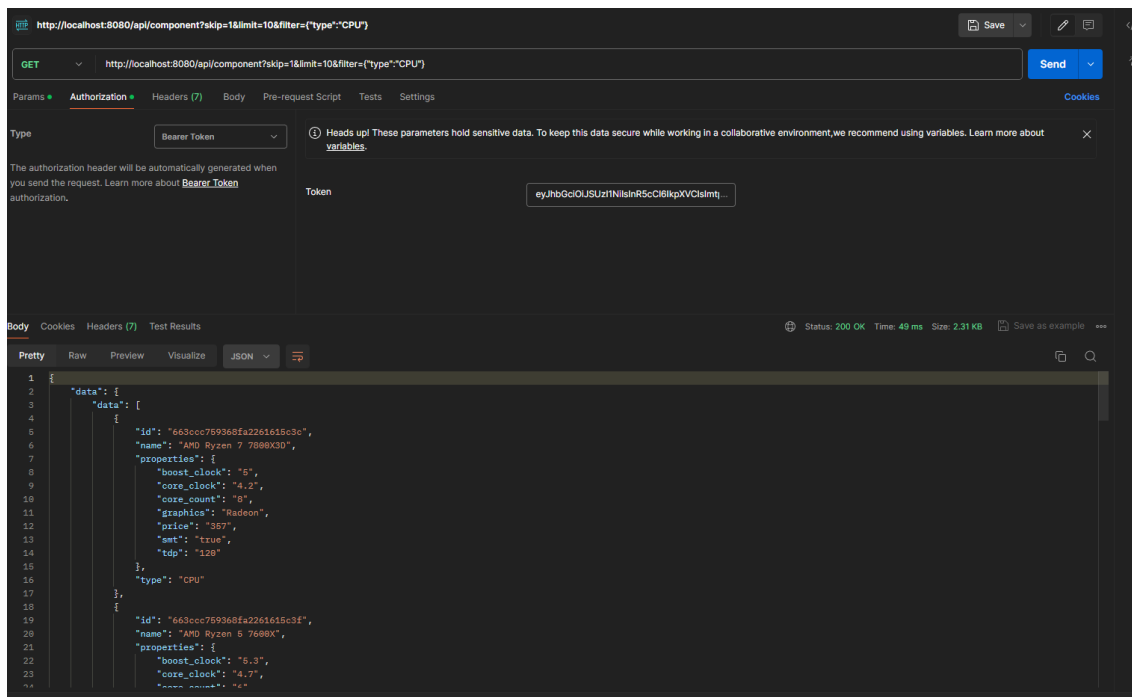 HTTP http://localhost:8080/api/component?skip=1&limit=10&filter={"type":"CPU"} Save
GET http://localhost:8080/api/component?skip=1&limit=10&filter={"type":"CPU"} Send
Params Authorization Headers (7) Body Pre-request Script Tests Settings Cookies
Type Bearer Token
The authorization header will be automatically generated when
you send the request. Learn more about Bearer Token
authorization.
Heads up! These parameters hold sensitive data. To keep this data secure while working in a collaborative environment,we recommend using variables. Learn more about
variables.
Token eyJhbGciOiJSUzI1NiIsInR5cCI6IkpXVCIsImtj...
Body Cookies Headers (7) Test Results Status: 200 OK Time: 49 ms Size: 2.31 KB Save as example
Pretty Raw Preview Visualize JSON
1 {
2 "data": {
3 "data": [
4 {
5 "id": "663ccc759368fa2261615c3c",
6 "name": "AMD Ryzen 7 7800X3D",
7 "properties": {
8 "boost_clock": "5",
9 "core_clock": "4.2",
10 "core_count": "8",
11 "graphics": "Radeon",
12 "price": "357",
13 "smt": "true",
14 "tdp": "120"
15 },
16 "type": "CPU"
17 },
18 {
19 "id": "663ccc759368fa2261615c3f",
20 "name": "AMD Ryzen 5 7600X",
21 "properties": {
22 "boost_clock": "5.3",
23 "core_clock": "4.7",
24 "core_count": "6"